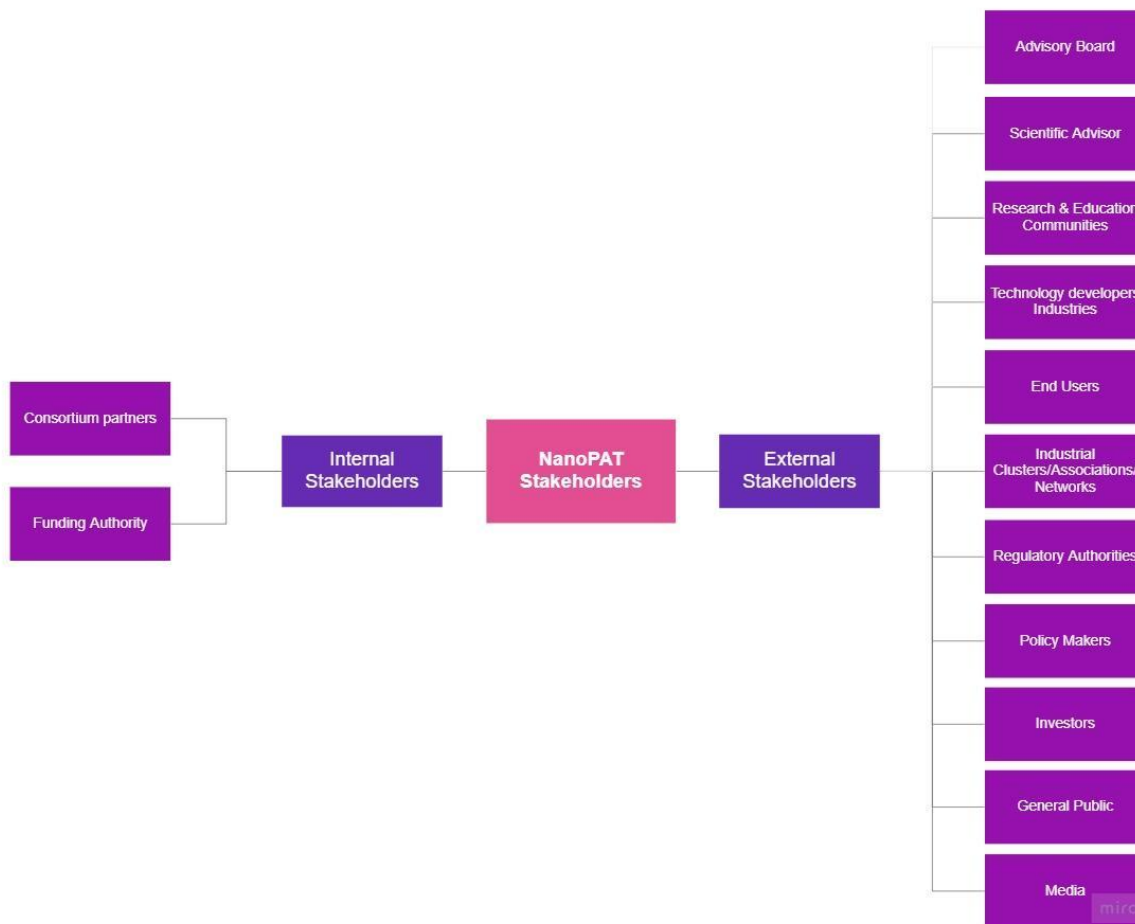 Advisory Board
Scientific Advisor
Research & Education
Communities
Technology developers
Industries
End Users
Industrial
Clusters/Associations/
Networks
Regulatory Authorities
Policy Makers
Investors
General Public
Media
Consortium partners
Funding Authority
Internal
Stakeholders
NanoPAT
Stakeholders
External
Stakeholders
miro